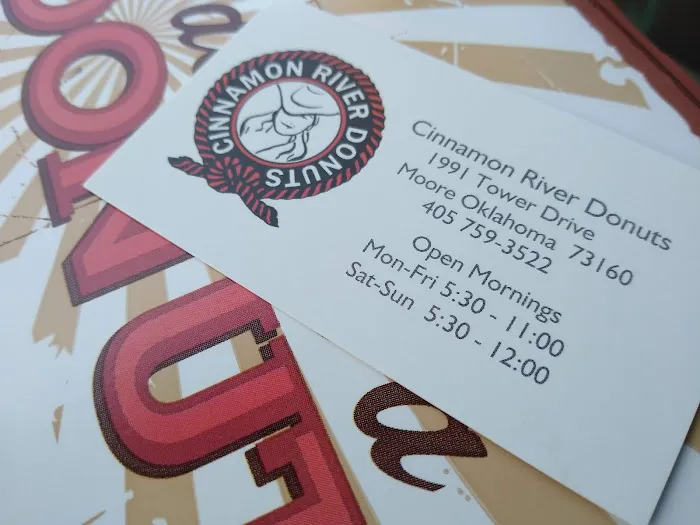 CINNAMON RIVER DONUTS
Cinnamon River Donuts
1991 Tower Drive
Moore Oklahoma 73160
405 759-3522
Open Mornings
Mon-Fri 5:30 - 11:00
Sat-Sun 5:30 - 12:00
a
NUT
a